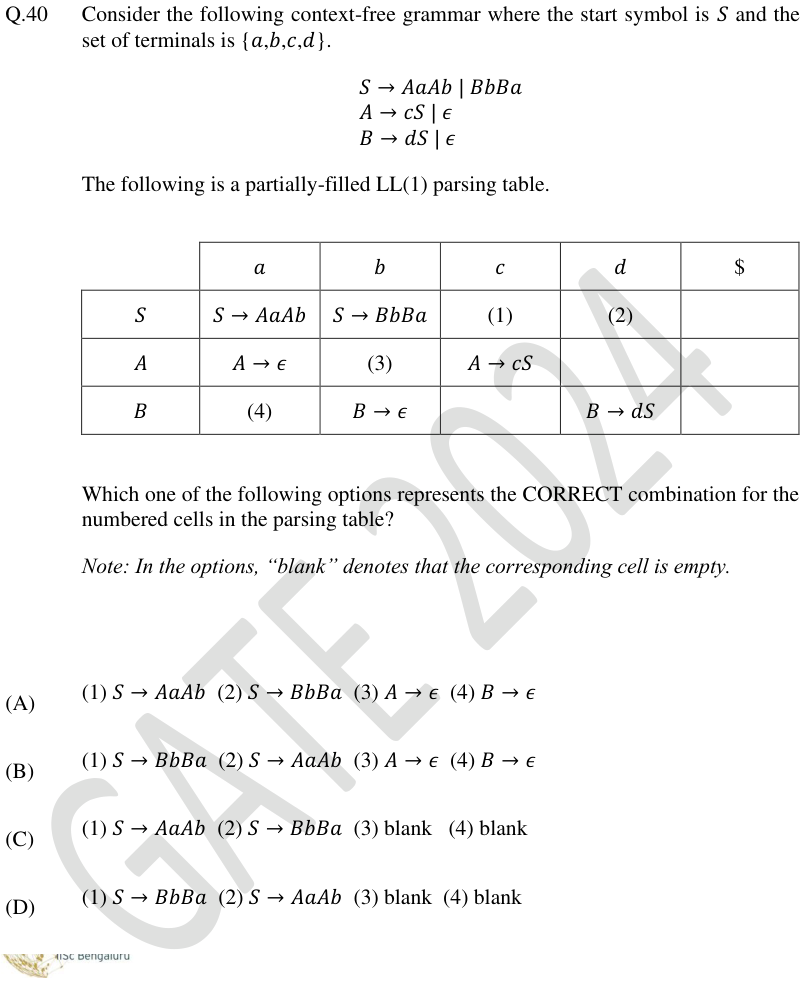 Q.40 Consider the following context-free grammar where the start symbol is S and the
set of terminals is {a,b,c,d}.
S → AaAb | BbBa
A → cS | ϵ
B → dS | ϵ
The following is a partially-filled LL(1) parsing table.
a b c d $
S S → AaAb S → BbBa (1) (2)
A A → ϵ (3) A → cS
B (4) B → ϵ B → dS
Which one of the following options represents the CORRECT combination for the
numbered cells in the parsing table?
Note: In the options, “blank” denotes that the corresponding cell is empty.
(A) (1) S → AaAb (2) S → BbBa (3) A → ϵ (4) B → ϵ
(B) (1) S → BbBa (2) S → AaAb (3) A → ϵ (4) B → ϵ
(C) (1) S → AaAb (2) S → BbBa (3) blank (4) blank
(D) (1) S → BbBa (2) S → AaAb (3) blank (4) blank
GATE 2024
IISc Bengaluru